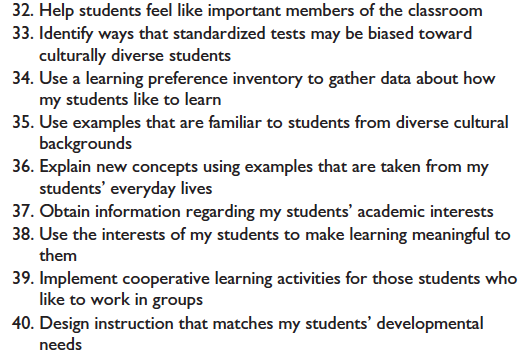 32. Help students feel like important members of the classroom
33. Identify ways that standardized tests may be biased toward
culturally diverse students
34. Use a learning preference inventory to gather data about how
my students like to learn
35. Use examples that are familiar to students from diverse cultural
backgrounds
36. Explain new concepts using examples that are taken from my
students’ everyday lives
37. Obtain information regarding my students’ academic interests
38. Use the interests of my students to make learning meaningful to
them
39. Implement cooperative learning activities for those students who
like to work in groups
40. Design instruction that matches my students’ developmental
needs